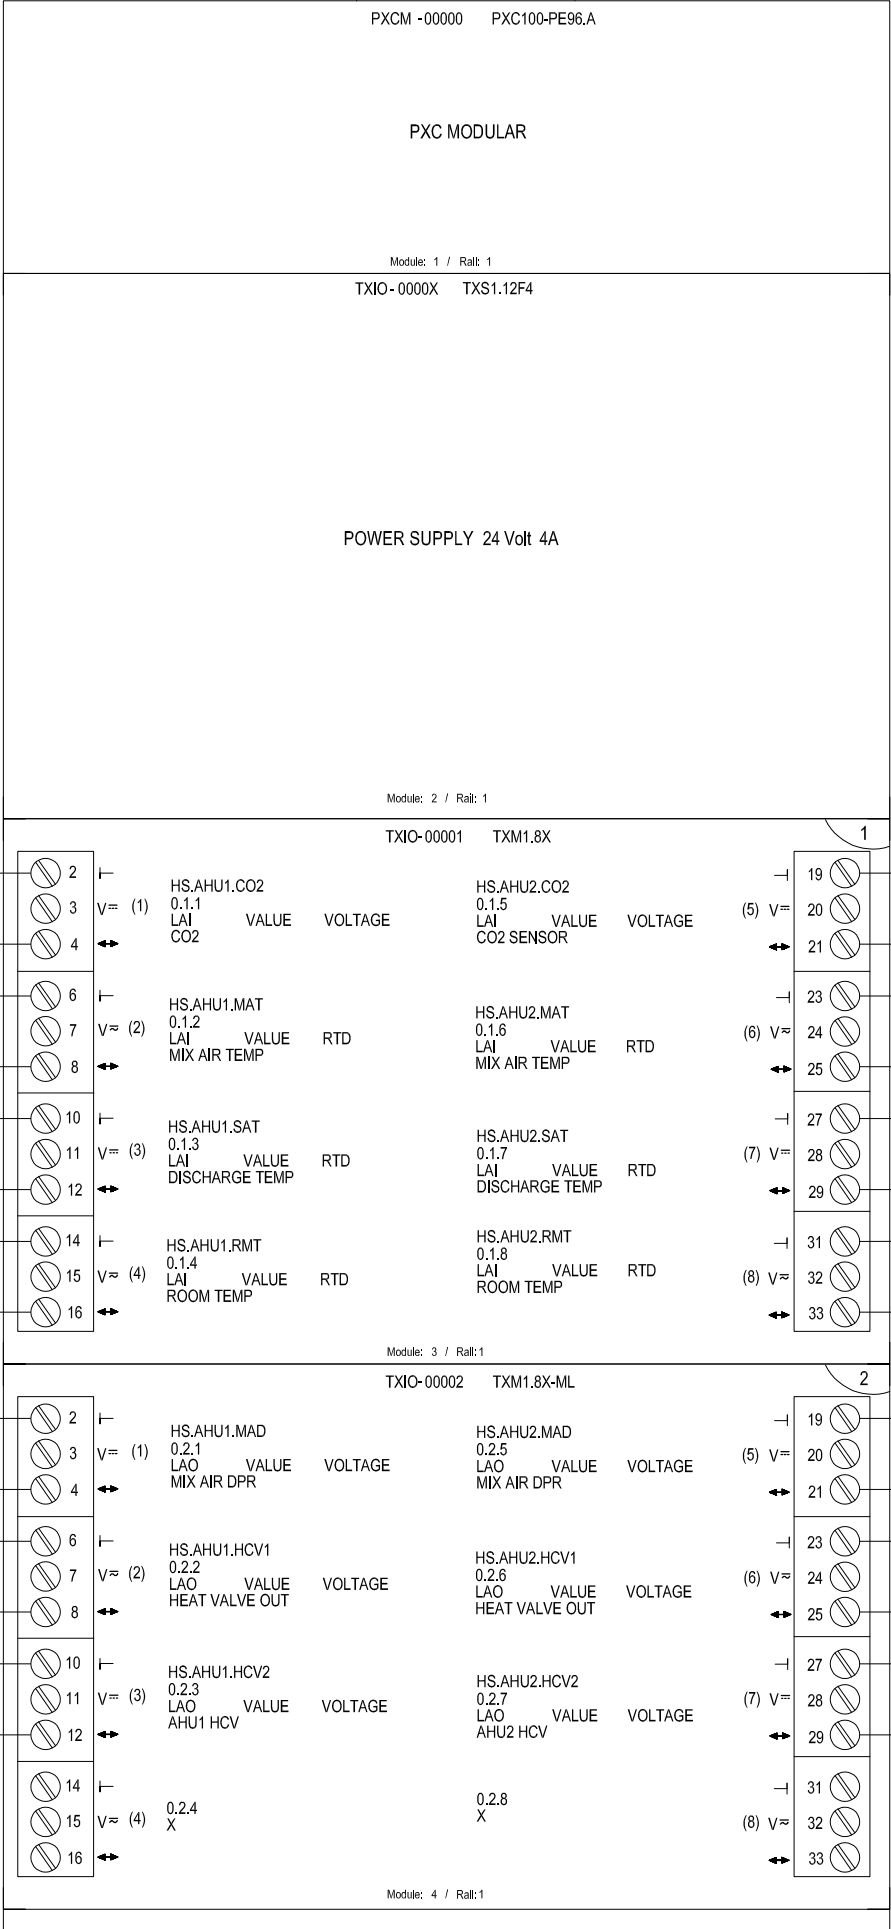 PXCM -00000 PXC100-PE96.A
PXC MODULAR
Module: 1 / Rail: 1
TXIO-0000X TXS1.12F4
POWER SUPPLY 24 Volt 4A
Module: 2 / Rail: 1
TXIO-00001 TXM1.8X
1
2
3 V⎓ (1)
4
HS.AHU1.CO2
0.1.1
LAI VALUE VOLTAGE
CO2
HS.AHU2.CO2
0.1.5
LAI VALUE VOLTAGE
CO2 SENSOR
19
(5) V⎓ 20
21
6
7 V≂ (2)
8
HS.AHU1.MAT
0.1.2
LAI VALUE RTD
MIX AIR TEMP
HS.AHU2.MAT
0.1.6
LAI VALUE RTD
MIX AIR TEMP
23
(6) V≂ 24
25
10
11 V⎓ (3)
12
HS.AHU1.SAT
0.1.3
LAI VALUE RTD
DISCHARGE TEMP
HS.AHU2.SAT
0.1.7
LAI VALUE RTD
DISCHARGE TEMP
27
(7) V⎓ 28
29
14
15 V≂ (4)
16
HS.AHU1.RMT
0.1.4
LAI VALUE RTD
ROOM TEMP
HS.AHU2.RMT
0.1.8
LAI VALUE RTD
ROOM TEMP
31
(8) V≂ 32
33
Module: 3 / Rail:1
TXIO-00002 TXM1.8X-ML
2
2
3 V⎓ (1)
4
HS.AHU1.MAD
0.2.1
LAO VALUE VOLTAGE
MIX AIR DPR
HS.AHU2.MAD
0.2.5
LAO VALUE VOLTAGE
MIX AIR DPR
19
(5) V⎓ 20
21
6
7 V≂ (2)
8
HS.AHU1.HCV1
0.2.2
LAO VALUE VOLTAGE
HEAT VALVE OUT
HS.AHU2.HCV1
0.2.6
LAO VALUE VOLTAGE
HEAT VALVE OUT
23
(6) V≂ 24
25
10
11 V⎓ (3)
12
HS.AHU1.HCV2
0.2.3
LAO VALUE VOLTAGE
AHU1 HCV
HS.AHU2.HCV2
0.2.7
LAO VALUE VOLTAGE
AHU2 HCV
27
(7) V⎓ 28
29
14
15 V≂ (4)
16
0.2.4
X
0.2.8
X
31
(8) V≂ 32
33
Module: 4 / Rail:1